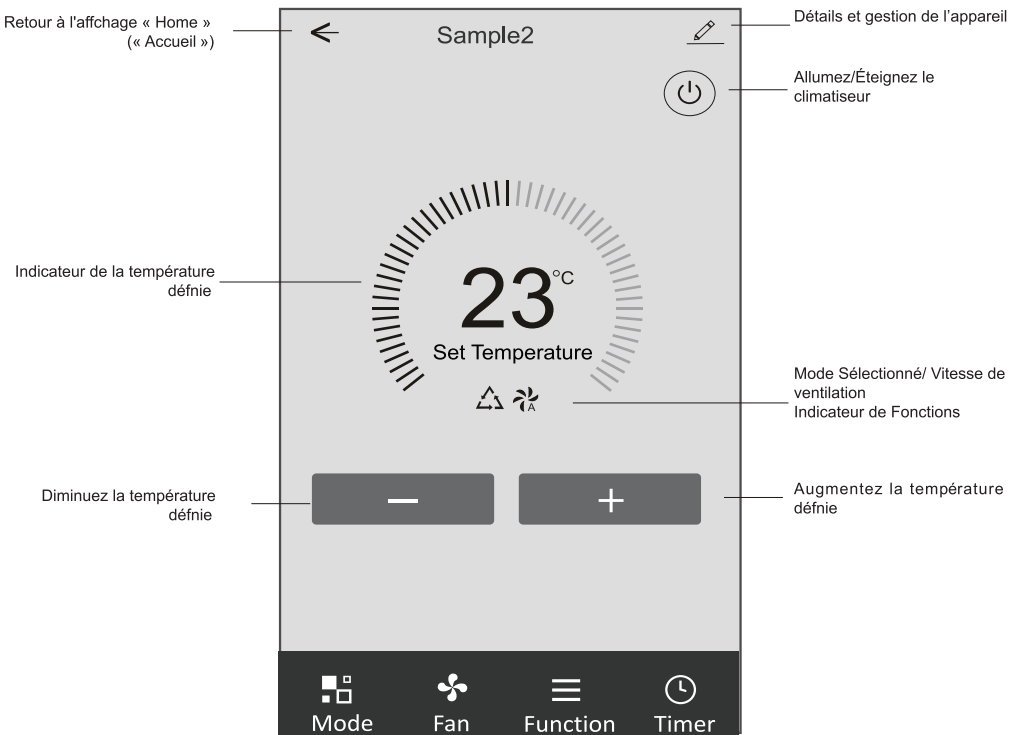 Retour à l'affchage « Home »
(« Accueil »)
Sample2
Détails et gestion de l'appareil
Allumez/Éteignez le
climatiseur
Indicateur de la température
défnie
23°C
Set Temperature
A
Mode Sélectionné/ Vitesse de
ventilation
Indicateur de Fonctions
Diminuez la température
défnie
Augmentez la température
défnie
Mode Fan Function Timer